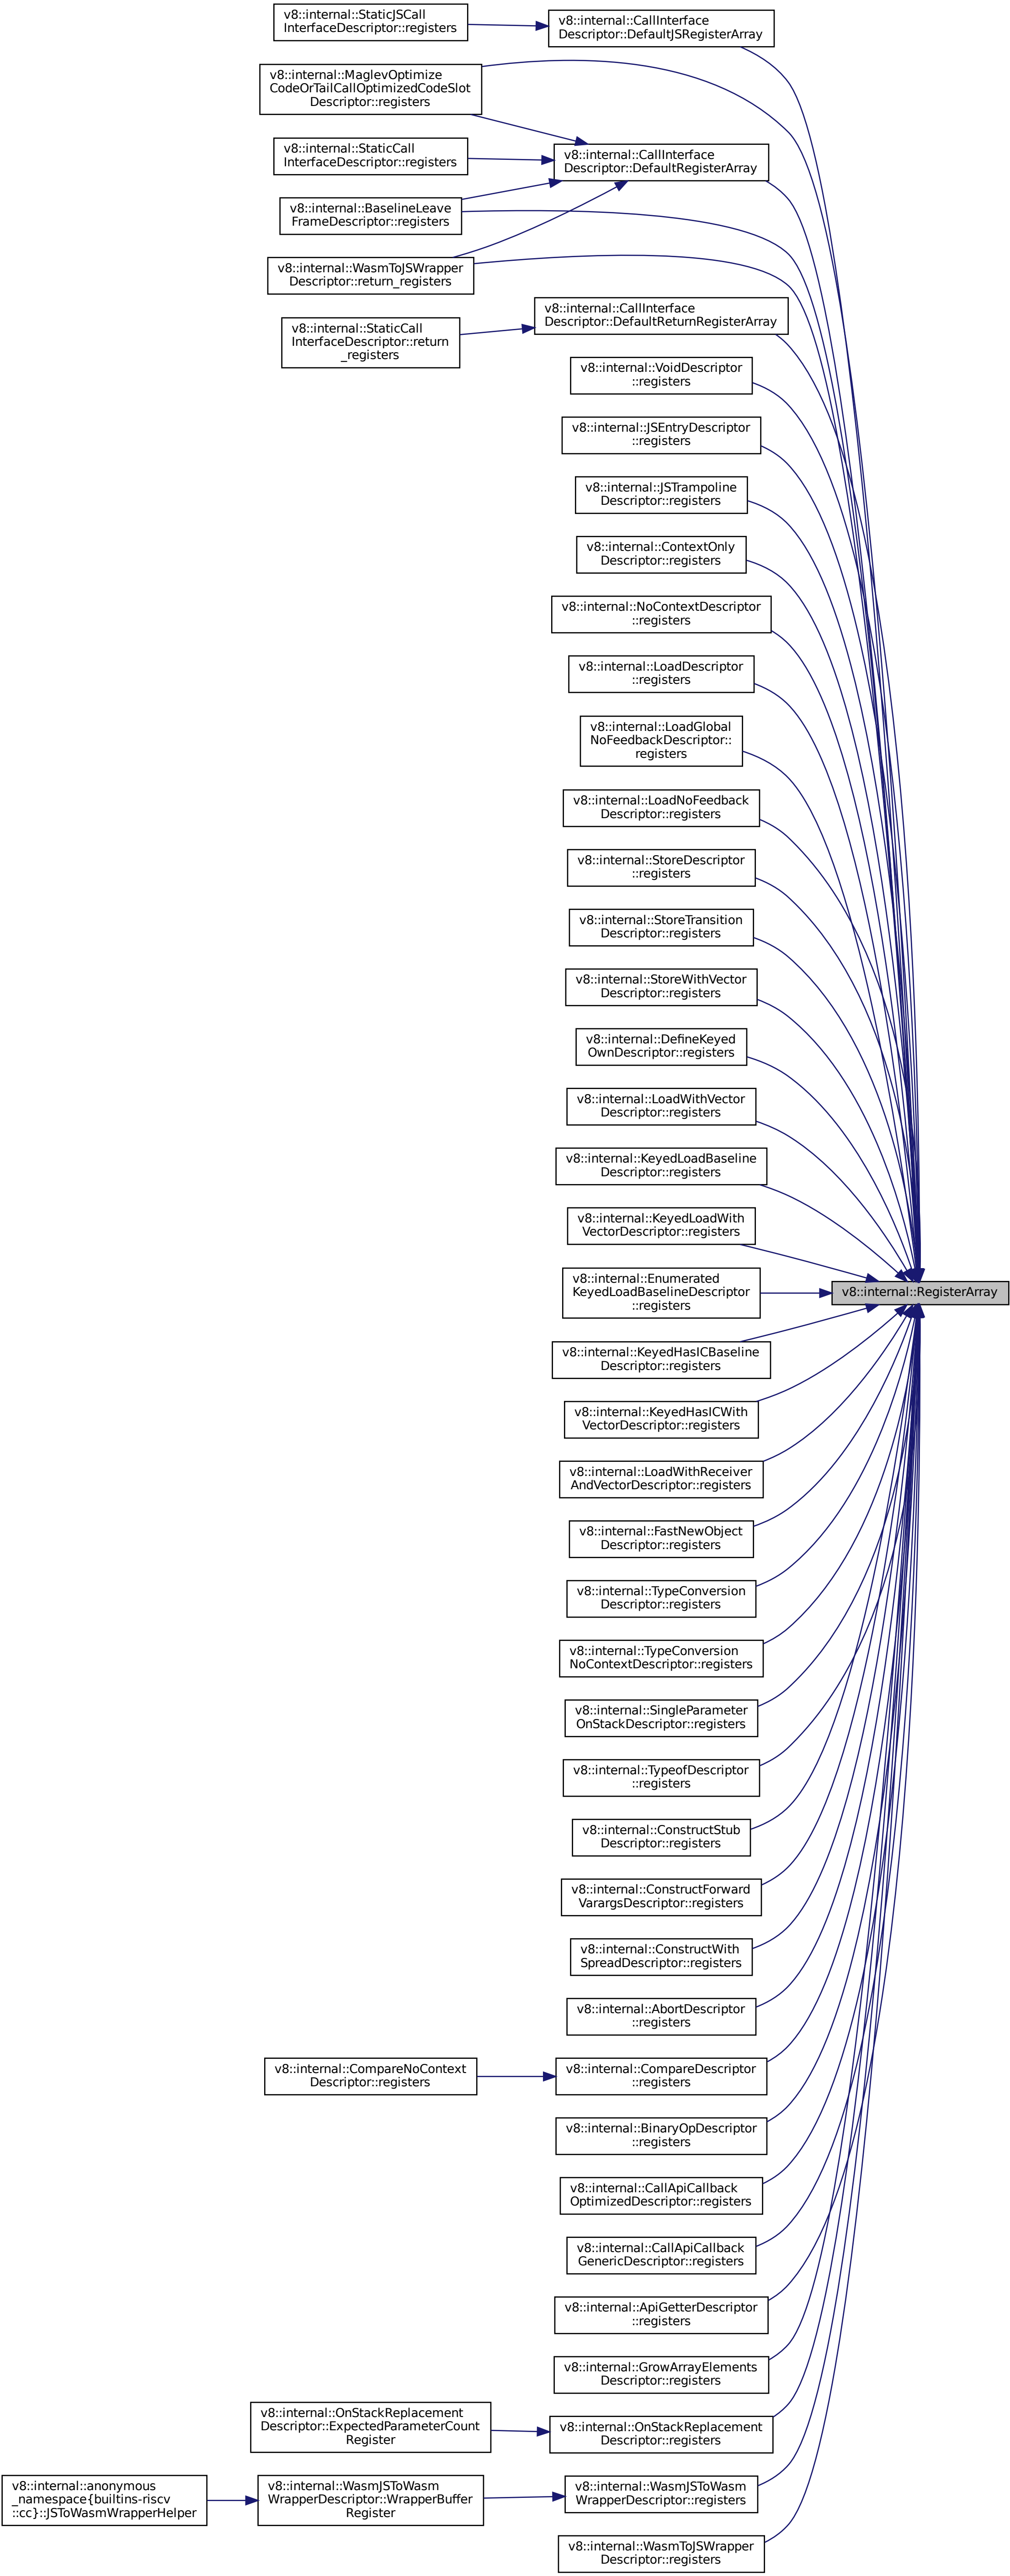 v8::internal::StaticJSCall
InterfaceDescriptor::registers
v8::internal::CallInterface
Descriptor::DefaultJSRegisterArray
v8::internal::MaglevOptimize
CodeOrTailCallOptimizedCodeSlot
Descriptor::registers
v8::internal::StaticCall
InterfaceDescriptor::registers
v8::internal::CallInterface
Descriptor::DefaultRegisterArray
v8::internal::BaselineLeave
FrameDescriptor::registers
v8::internal::WasmToJSWrapper
Descriptor::return_registers
v8::internal::CallInterface
Descriptor::DefaultReturnRegisterArray
v8::internal::StaticCall
InterfaceDescriptor::return
_registers
v8::internal::VoidDescriptor
::registers
v8::internal::JSEntryDescriptor
::registers
v8::internal::JSTrampoline
Descriptor::registers
v8::internal::ContextOnly
Descriptor::registers
v8::internal::NoContextDescriptor
::registers
v8::internal::LoadDescriptor
::registers
v8::internal::LoadGlobal
NoFeedbackDescriptor::
registers
v8::internal::LoadNoFeedback
Descriptor::registers
v8::internal::StoreDescriptor
::registers
v8::internal::StoreTransition
Descriptor::registers
v8::internal::StoreWithVector
Descriptor::registers
v8::internal::DefineKeyed
OwnDescriptor::registers
v8::internal::LoadWithVector
Descriptor::registers
v8::internal::KeyedLoadBaseline
Descriptor::registers
v8::internal::KeyedLoadWith
VectorDescriptor::registers
v8::internal::Enumerated
KeyedLoadBaselineDescriptor
::registers
v8::internal::RegisterArray
v8::internal::KeyedHasICBaseline
Descriptor::registers
v8::internal::KeyedHasICWith
VectorDescriptor::registers
v8::internal::LoadWithReceiver
AndVectorDescriptor::registers
v8::internal::FastNewObject
Descriptor::registers
v8::internal::TypeConversion
Descriptor::registers
v8::internal::TypeConversion
NoContextDescriptor::registers
v8::internal::SingleParameter
OnStackDescriptor::registers
v8::internal::TypeofDescriptor
::registers
v8::internal::ConstructStub
Descriptor::registers
v8::internal::ConstructForward
VarargsDescriptor::registers
v8::internal::ConstructWith
SpreadDescriptor::registers
v8::internal::AbortDescriptor
::registers
v8::internal::CompareNoContext
Descriptor::registers
v8::internal::CompareDescriptor
::registers
v8::internal::BinaryOpDescriptor
::registers
v8::internal::CallApiCallback
OptimizedDescriptor::registers
v8::internal::CallApiCallback
GenericDescriptor::registers
v8::internal::ApiGetterDescriptor
::registers
v8::internal::GrowArrayElements
Descriptor::registers
v8::internal::OnStackReplacement
Descriptor::ExpectedParameterCount
Register
v8::internal::OnStackReplacement
Descriptor::registers
v8::internal::anonymous
_namespace{builtins-riscv
::cc}::JSToWasmWrapperHelper
v8::internal::WasmJSToWasm
WrapperDescriptor::WrapperBuffer
Register
v8::internal::WasmJSToWasm
WrapperDescriptor::registers
v8::internal::WasmToJSWrapper
Descriptor::registers